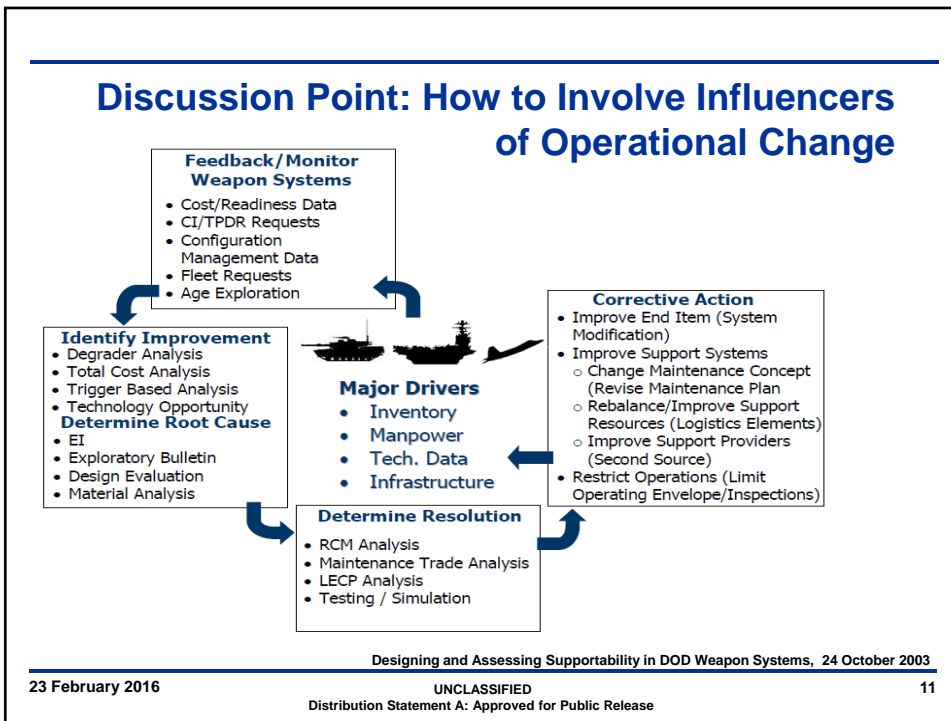 Discussion Point: How to Involve Influencers
of Operational Change
Feedback/Monitor
Weapon Systems
• Cost/Readiness Data
• CI/TPDR Requests
• Configuration
Management Data
• Fleet Requests
• Age Exploration
Identify Improvement
• Degrader Analysis
• Total Cost Analysis
• Trigger Based Analysis
• Technology Opportunity
Determine Root Cause
• EI
• Exploratory Bulletin
• Design Evaluation
• Material Analysis
Major Drivers
• Inventory
• Manpower
• Tech. Data
• Infrastructure
Determine Resolution
• RCM Analysis
• Maintenance Trade Analysis
• LECP Analysis
• Testing / Simulation
Corrective Action
• Improve End Item (System
Modification)
• Improve Support Systems
o Change Maintenance Concept
(Revise Maintenance Plan
o Rebalance/Improve Support
Resources (Logistics Elements)
o Improve Support Providers
(Second Source)
• Restrict Operations (Limit
Operating Envelope/Inspections)
Designing and Assessing Supportability in DOD Weapon Systems, 24 October 2003
23 February 2016
UNCLASSIFIED
Distribution Statement A: Approved for Public Release
11